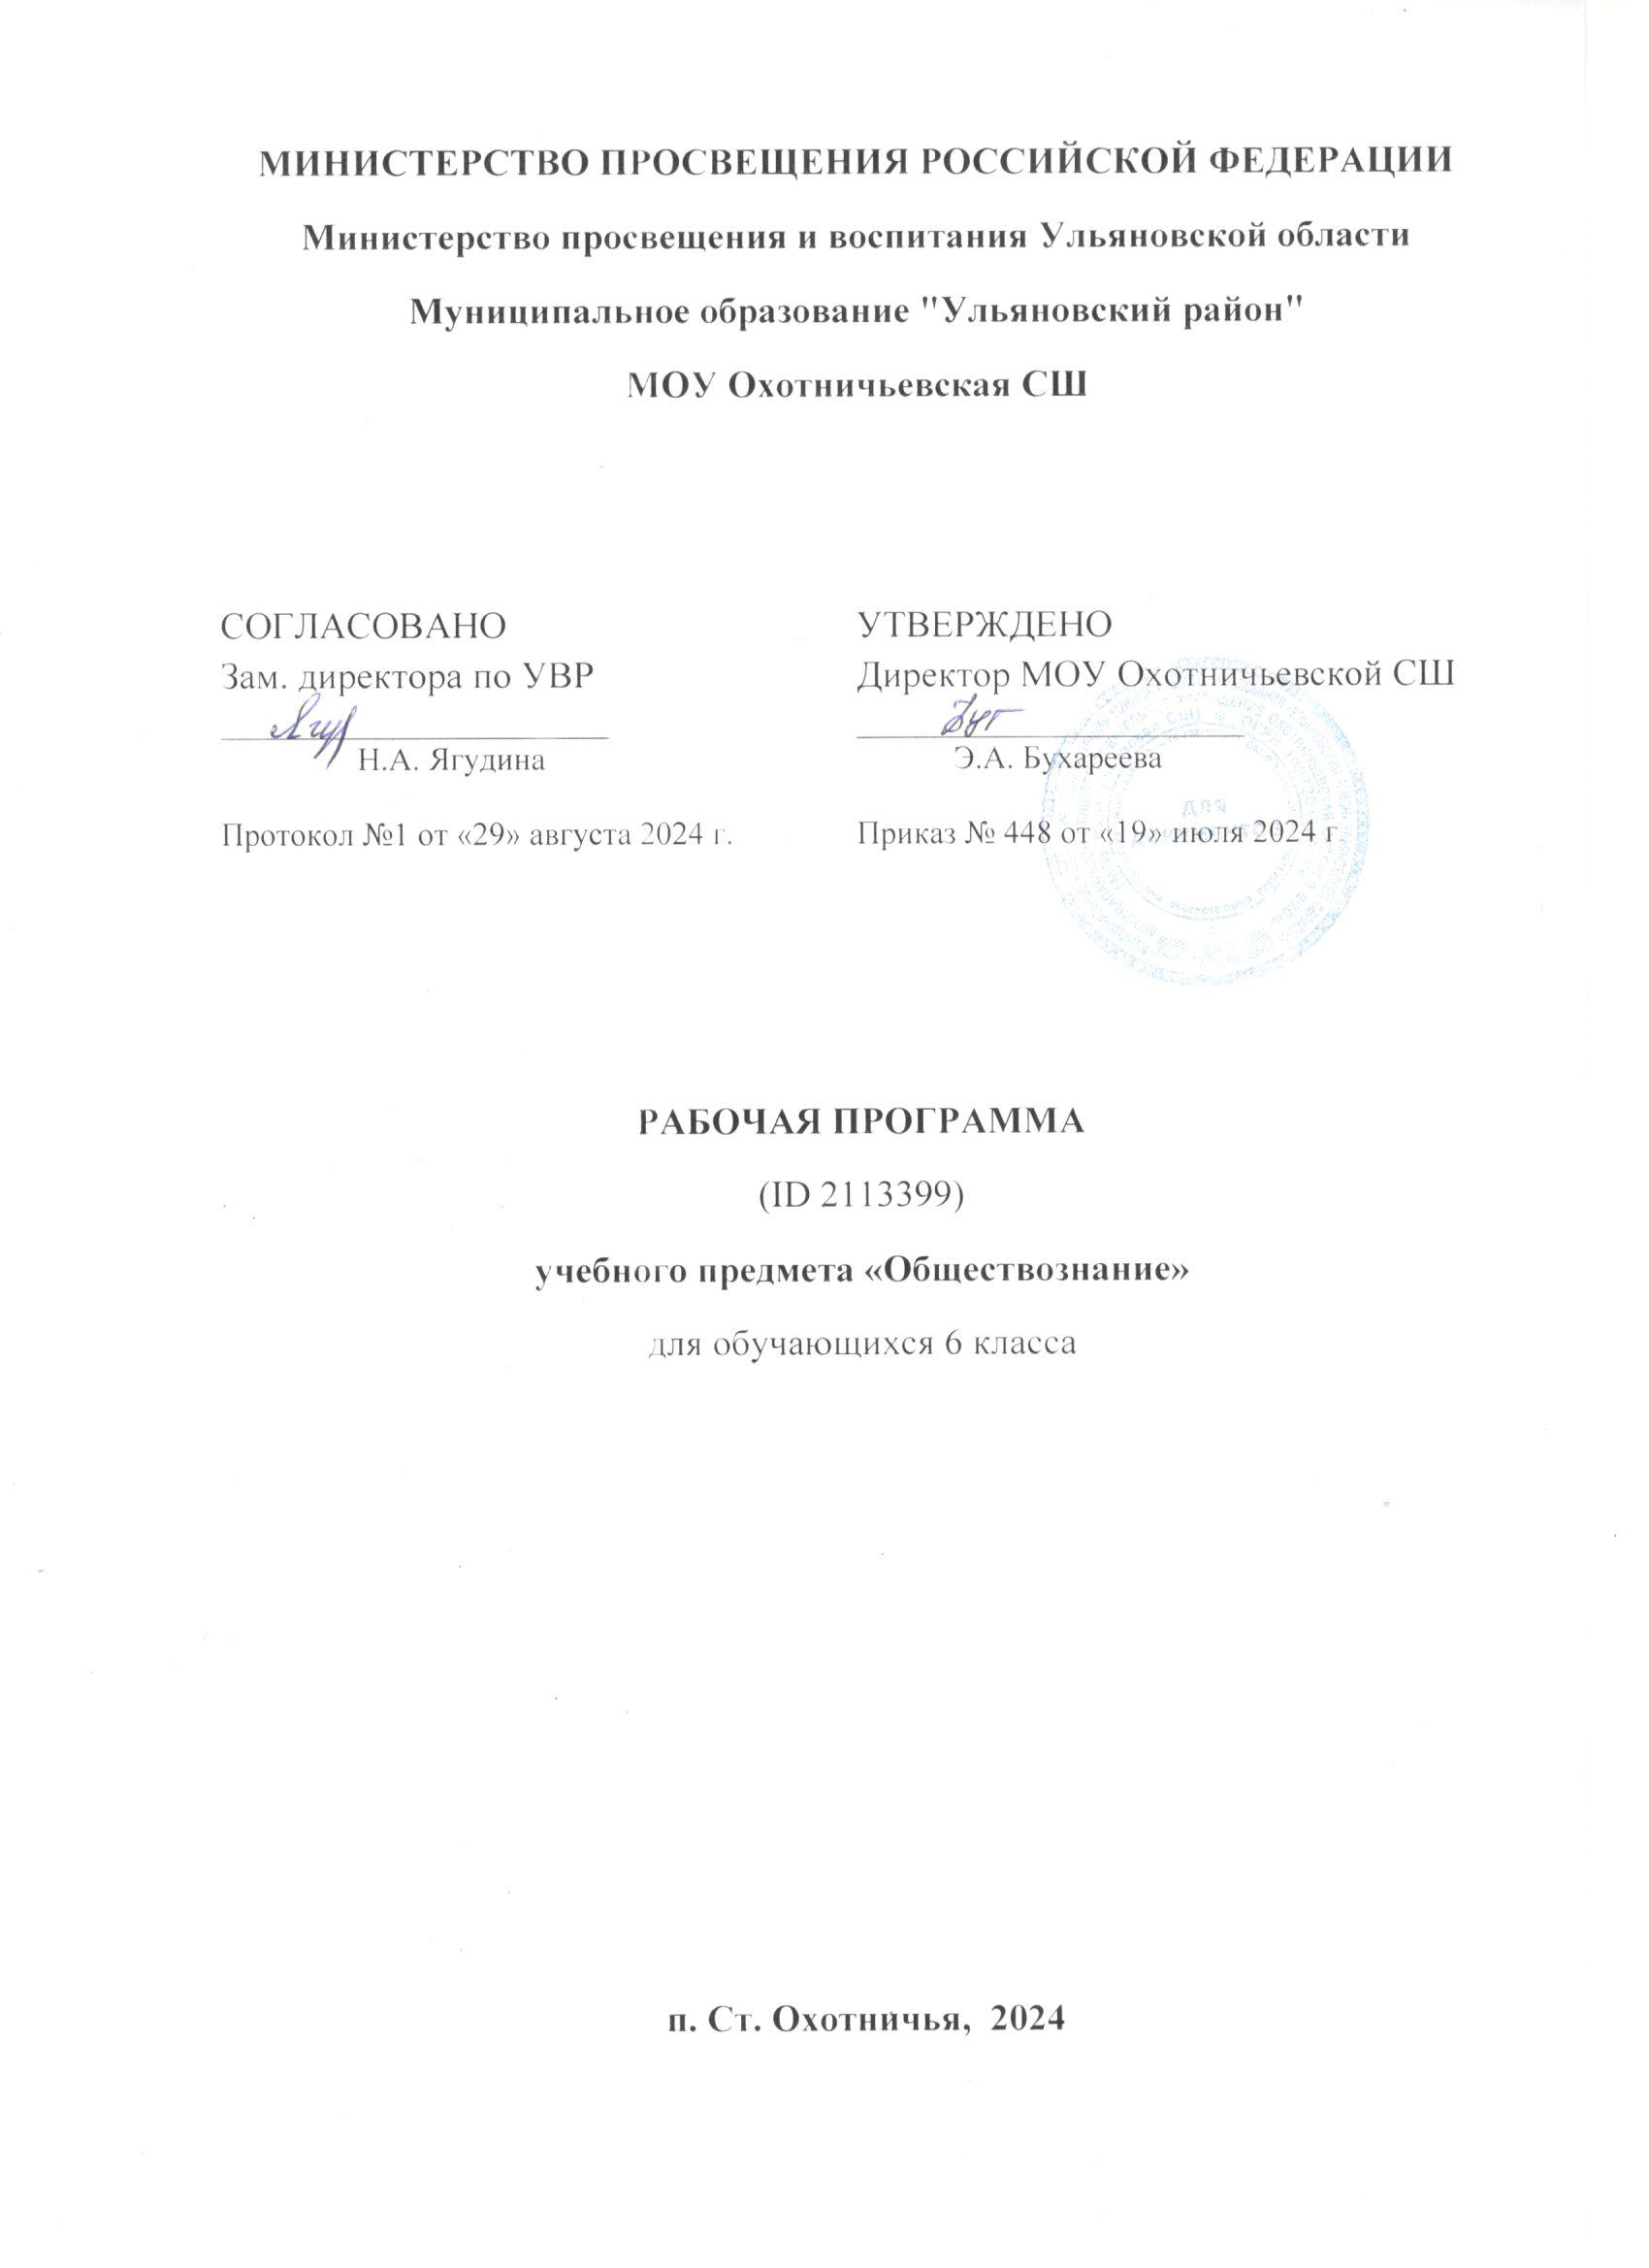 МИНИСТЕРСТВО ПРОСВЕЩЕНИЯ РОССИЙСКОЙ ФЕДЕРАЦИИ
Министерство просвещения и воспитания Ульяновской области
Муниципальное образование "Ульяновский район"
МОУ Охотничьевская СШ
СОГЛАСОВАНО
Зам. директора по УВР
Н.А. Ягудина
Протокол №1 от «29» августа 2024 г.
УТВЕРЖДЕНО
Директор МОУ Охотничьевской СШ
Э.А. Бухареева
Приказ № 448 от «19» июля 2024 г
РАБОЧАЯ ПРОГРАММА
(ID 2113399)
учебного предмета «Обществознание»
для обучающихся 6 класса
п. Ст. Охотничья, 2024